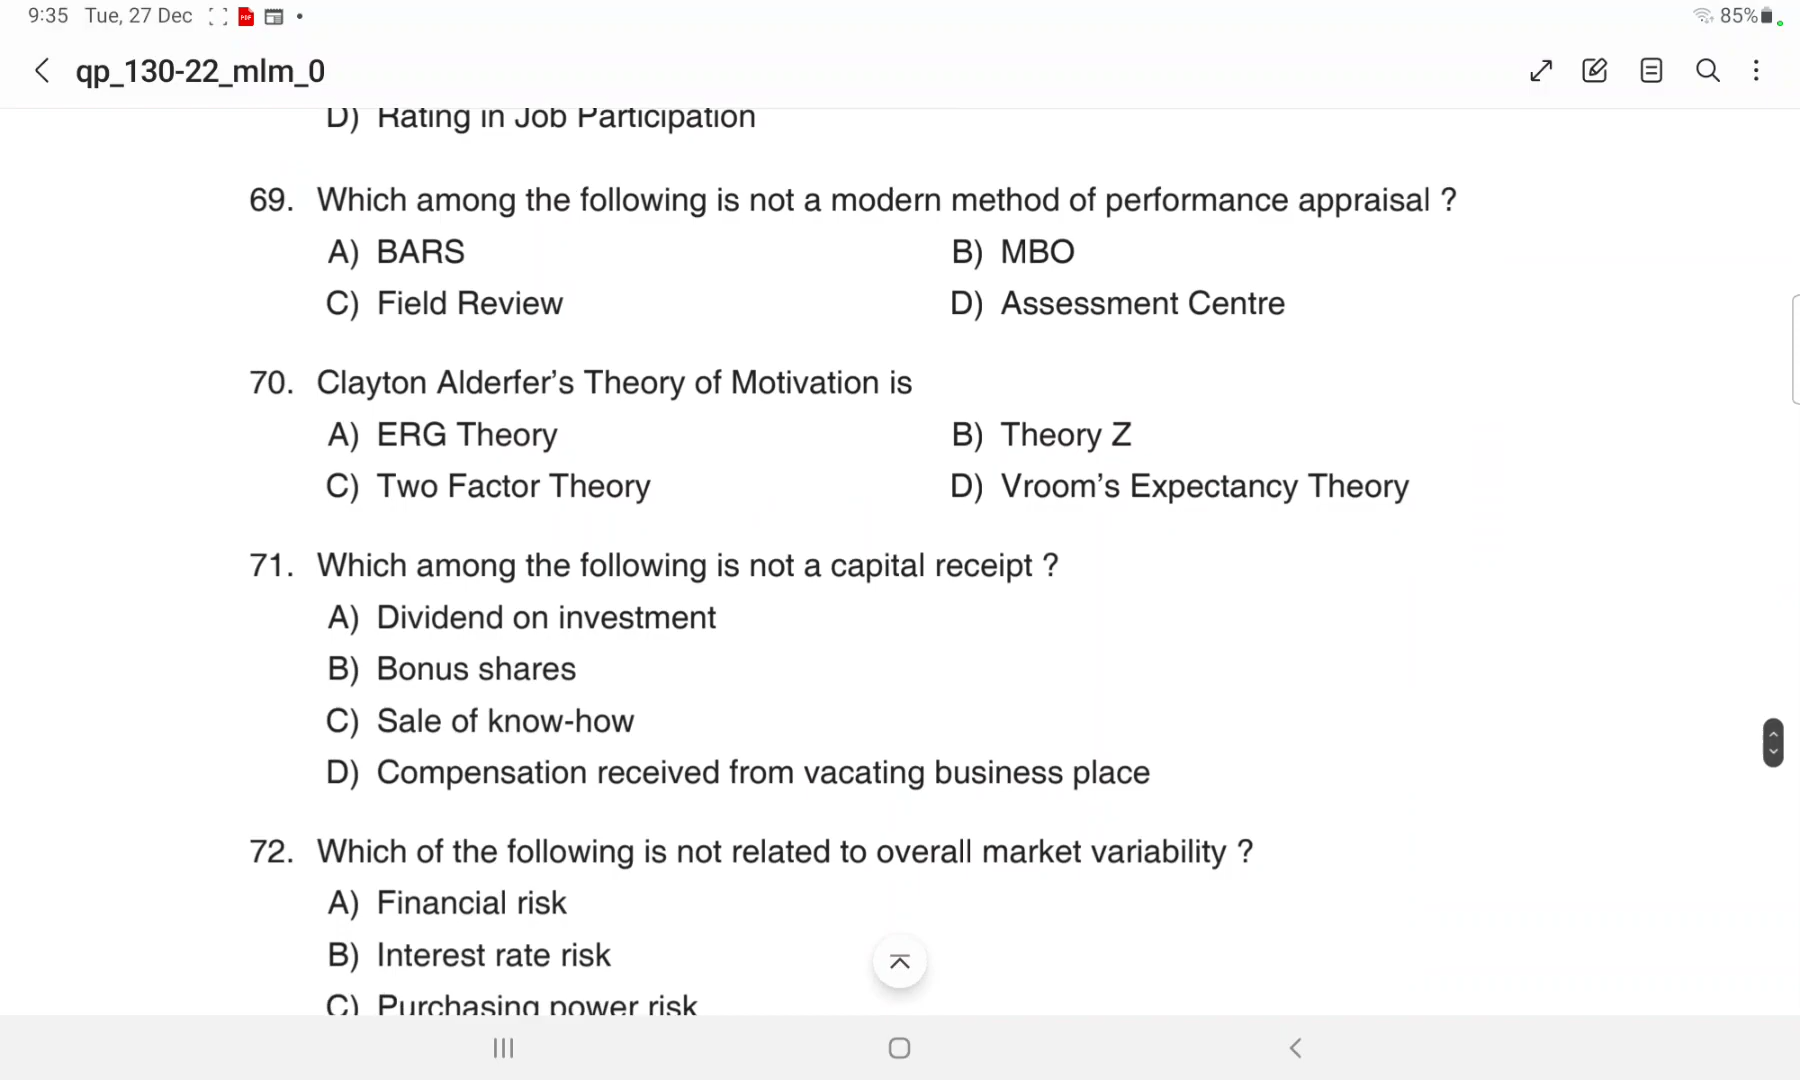 9:35 Tue, 27 Dec
85%
qp_130-22_mlm_0
D) Rating in Job Participation
69. Which among the following is not a modern method of performance appraisal ?
A) BARS B) MBO
C) Field Review D) Assessment Centre
70. Clayton Alderfer's Theory of Motivation is
A) ERG Theory B) Theory Z
C) Two Factor Theory D) Vroom's Expectancy Theory
71. Which among the following is not a capital receipt ?
A) Dividend on investment
B) Bonus shares
C) Sale of know-how
D) Compensation received from vacating business place
72. Which of the following is not related to overall market variability ?
A) Financial risk
B) Interest rate risk
C) Purchasing power risk